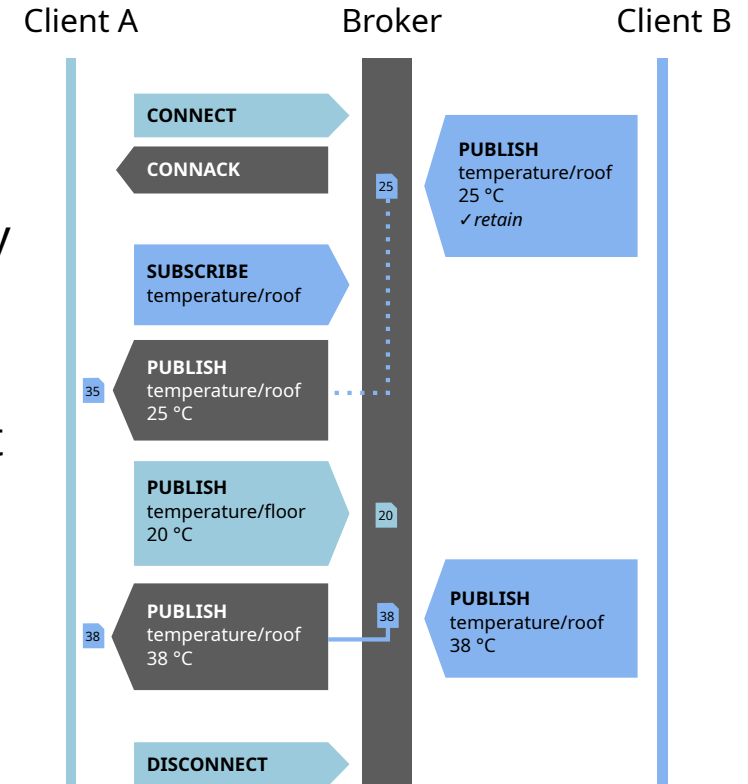 Client A
Broker
Client B
CONNECT
CONNACK
PUBLISH
temperature/roof
25 °C
✓retain
25
y
SUBSCRIBE
temperature/roof
PUBLISH
temperature/roof
25 °C
35
t
PUBLISH
temperature/floor
20 °C
20
PUBLISH
temperature/roof
38 °C
38
38
PUBLISH
temperature/roof
38 °C
DISCONNECT